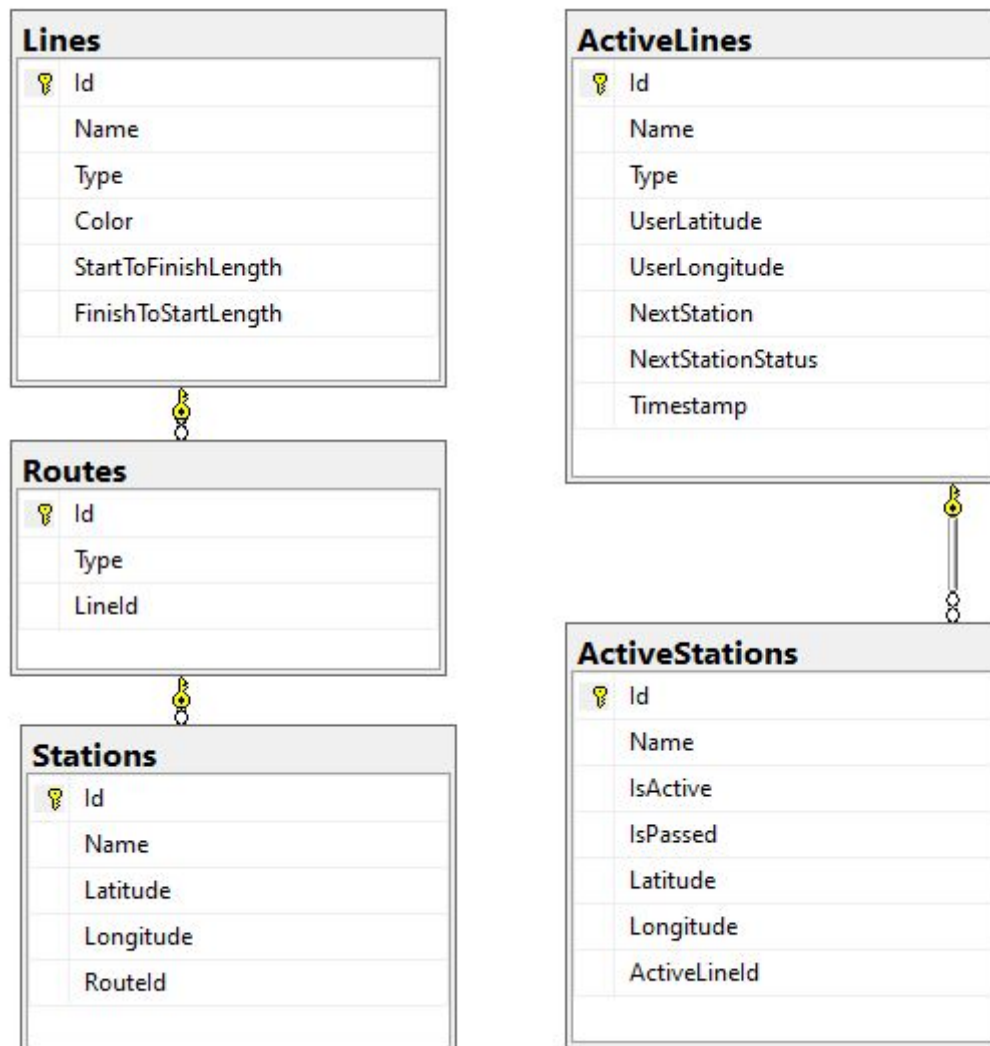 Lines
Id
Name
Type
Color
StartToFinishLength
FinishToStartLength
Routes
Id
Type
LineId
Stations
Id
Name
Latitude
Longitude
RouteId
ActiveLines
Id
Name
Type
UserLatitude
UserLongitude
NextStation
NextStationStatus
Timestamp
ActiveStations
Id
Name
IsActive
IsPassed
Latitude
Longitude
ActiveLineId